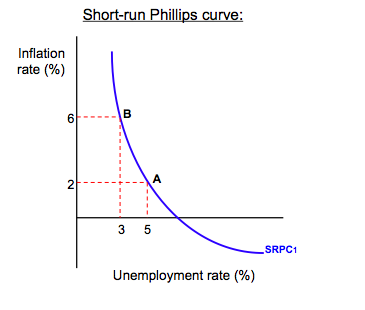 Short-run Phillips curve:
Inflation
rate (%)
6
B
2
A
3 5
SRPC1
Unemployment rate (%)